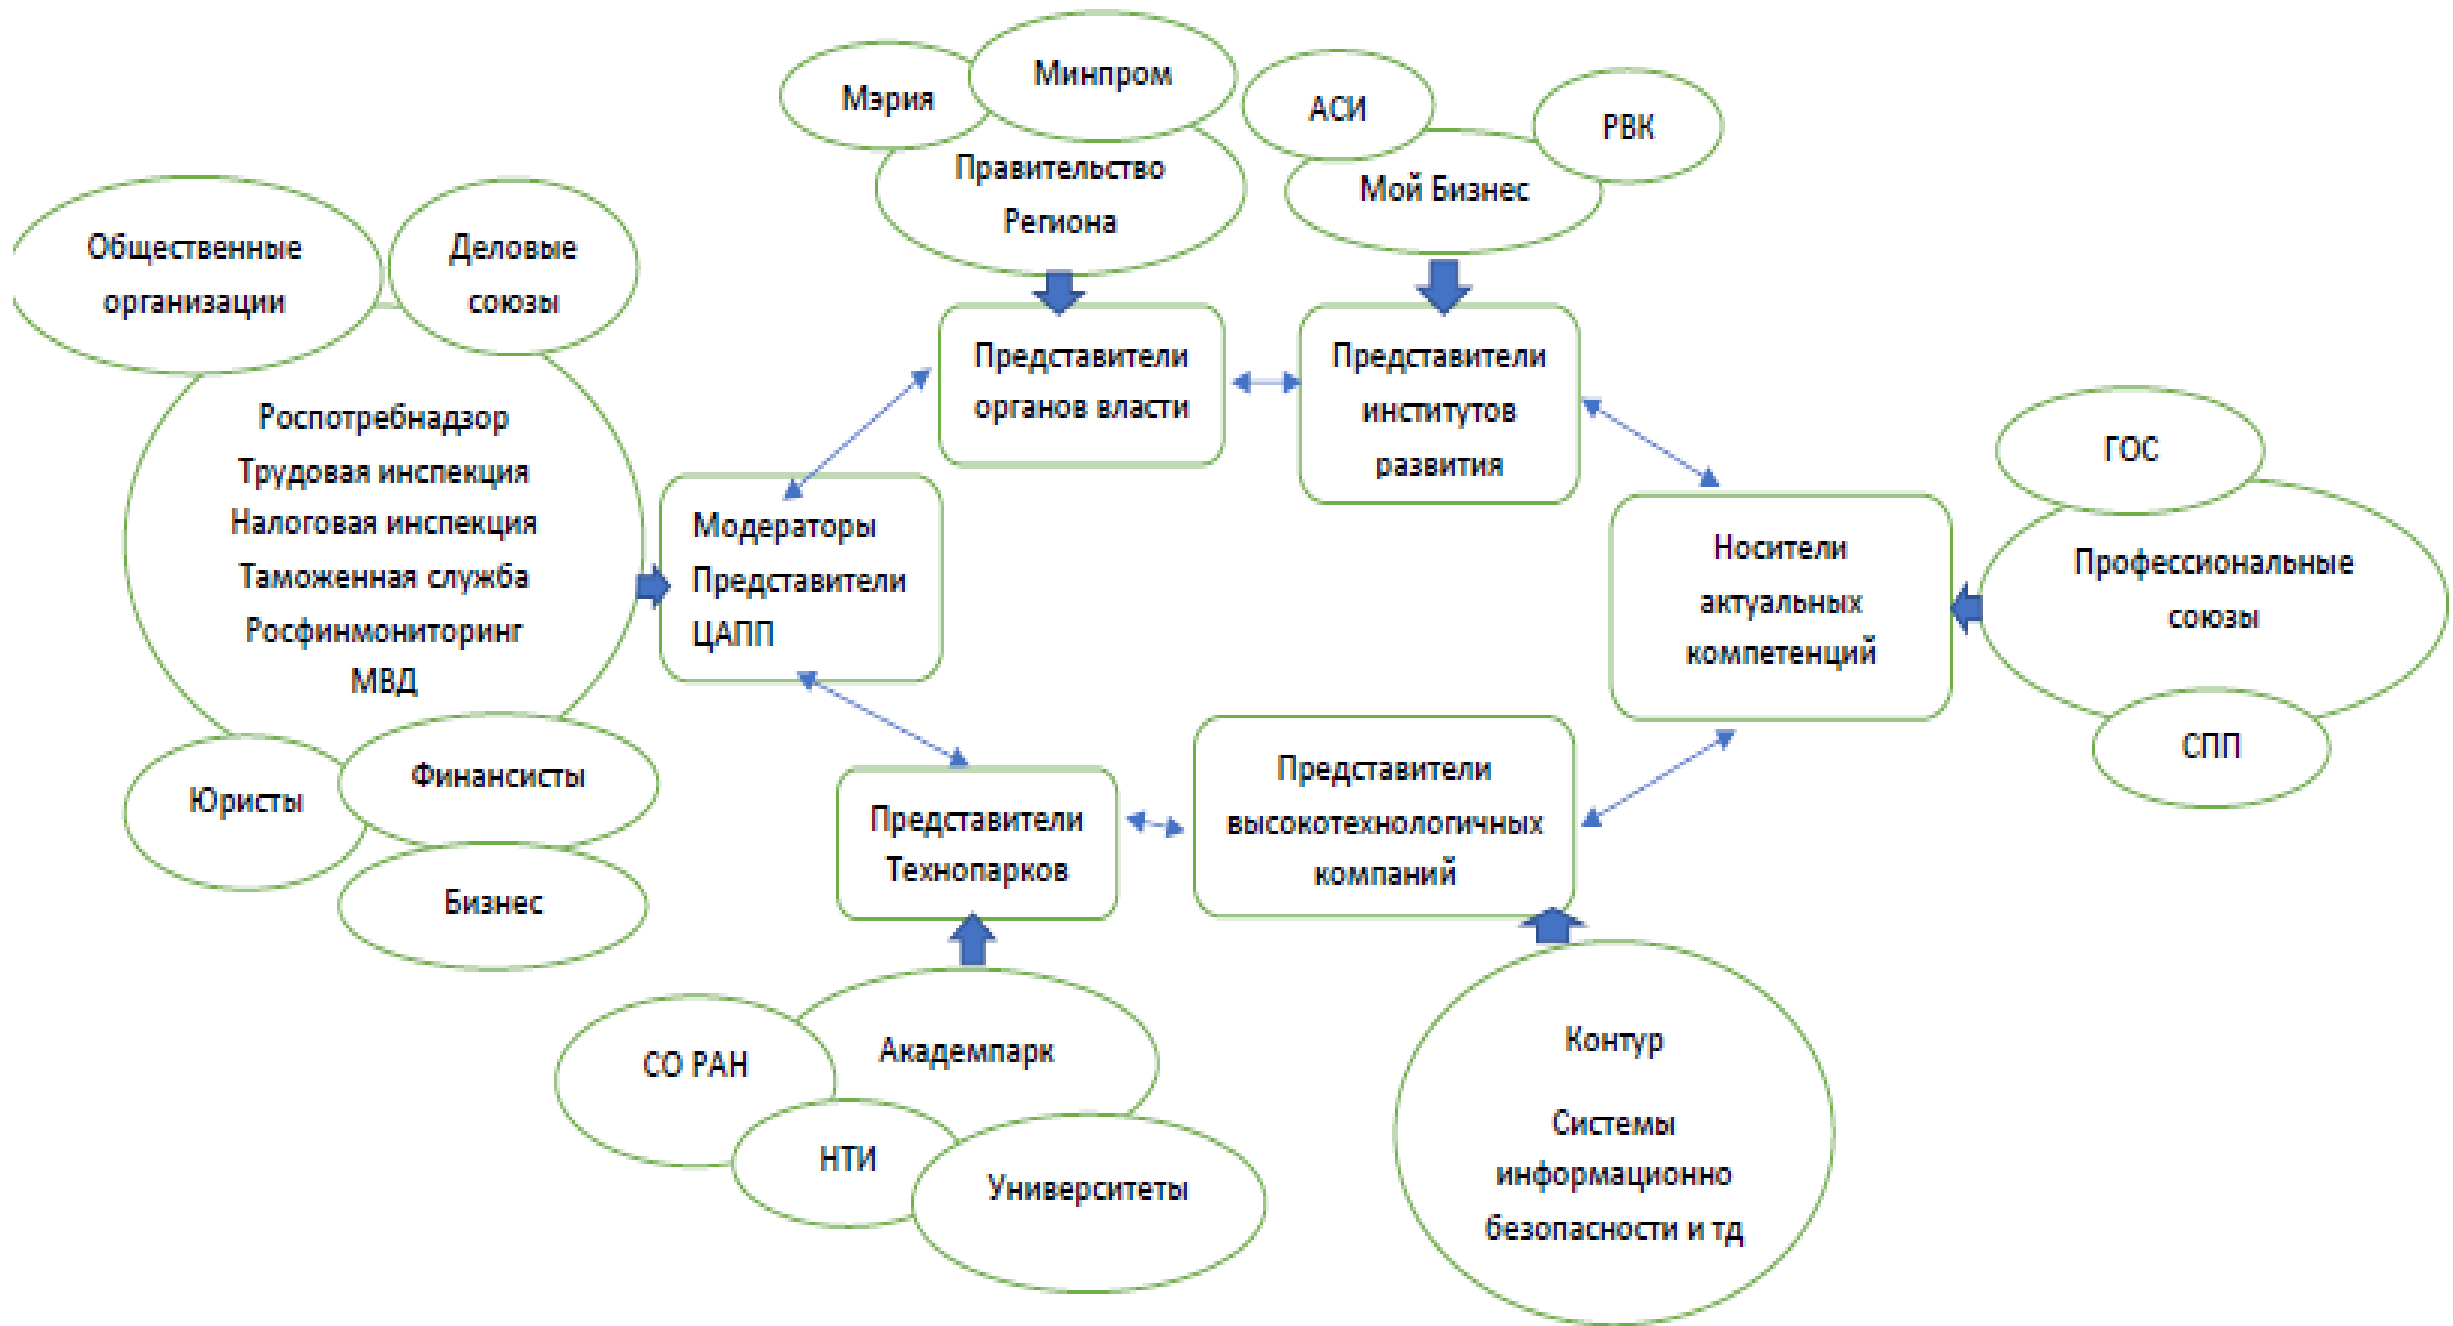 Мэрия
Минпром
Правительство
Региона
АСИ
РВК
Мой Бизнес
Общественные
организации
Деловые
союзы
Роспотребнадзор
Трудовая инспекция
Налоговая инспекция
Таможенная служба
Росфинмониторинг
МВД
Юристы
Финансисты
Бизнес
Модераторы
Представители
ЦАПП
Представители
органов власти
Представители
институтов
развития
Носители
актуальных
компетенций
ГОС
Профессиональные
союзы
СПП
Представители
Технопарков
Представители
высокотехнологичных
компаний
СО РАН
Академпарк
НТИ
Университеты
Контур
Системы
информационно
безопасности и тд